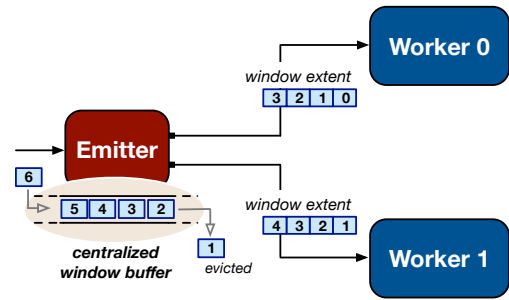 Worker 0
window extent
3 2 1 0
Emitter
6
5 4 3 2
centralized
window buffer
1
evicted
window extent
4 3 2 1
Worker 1